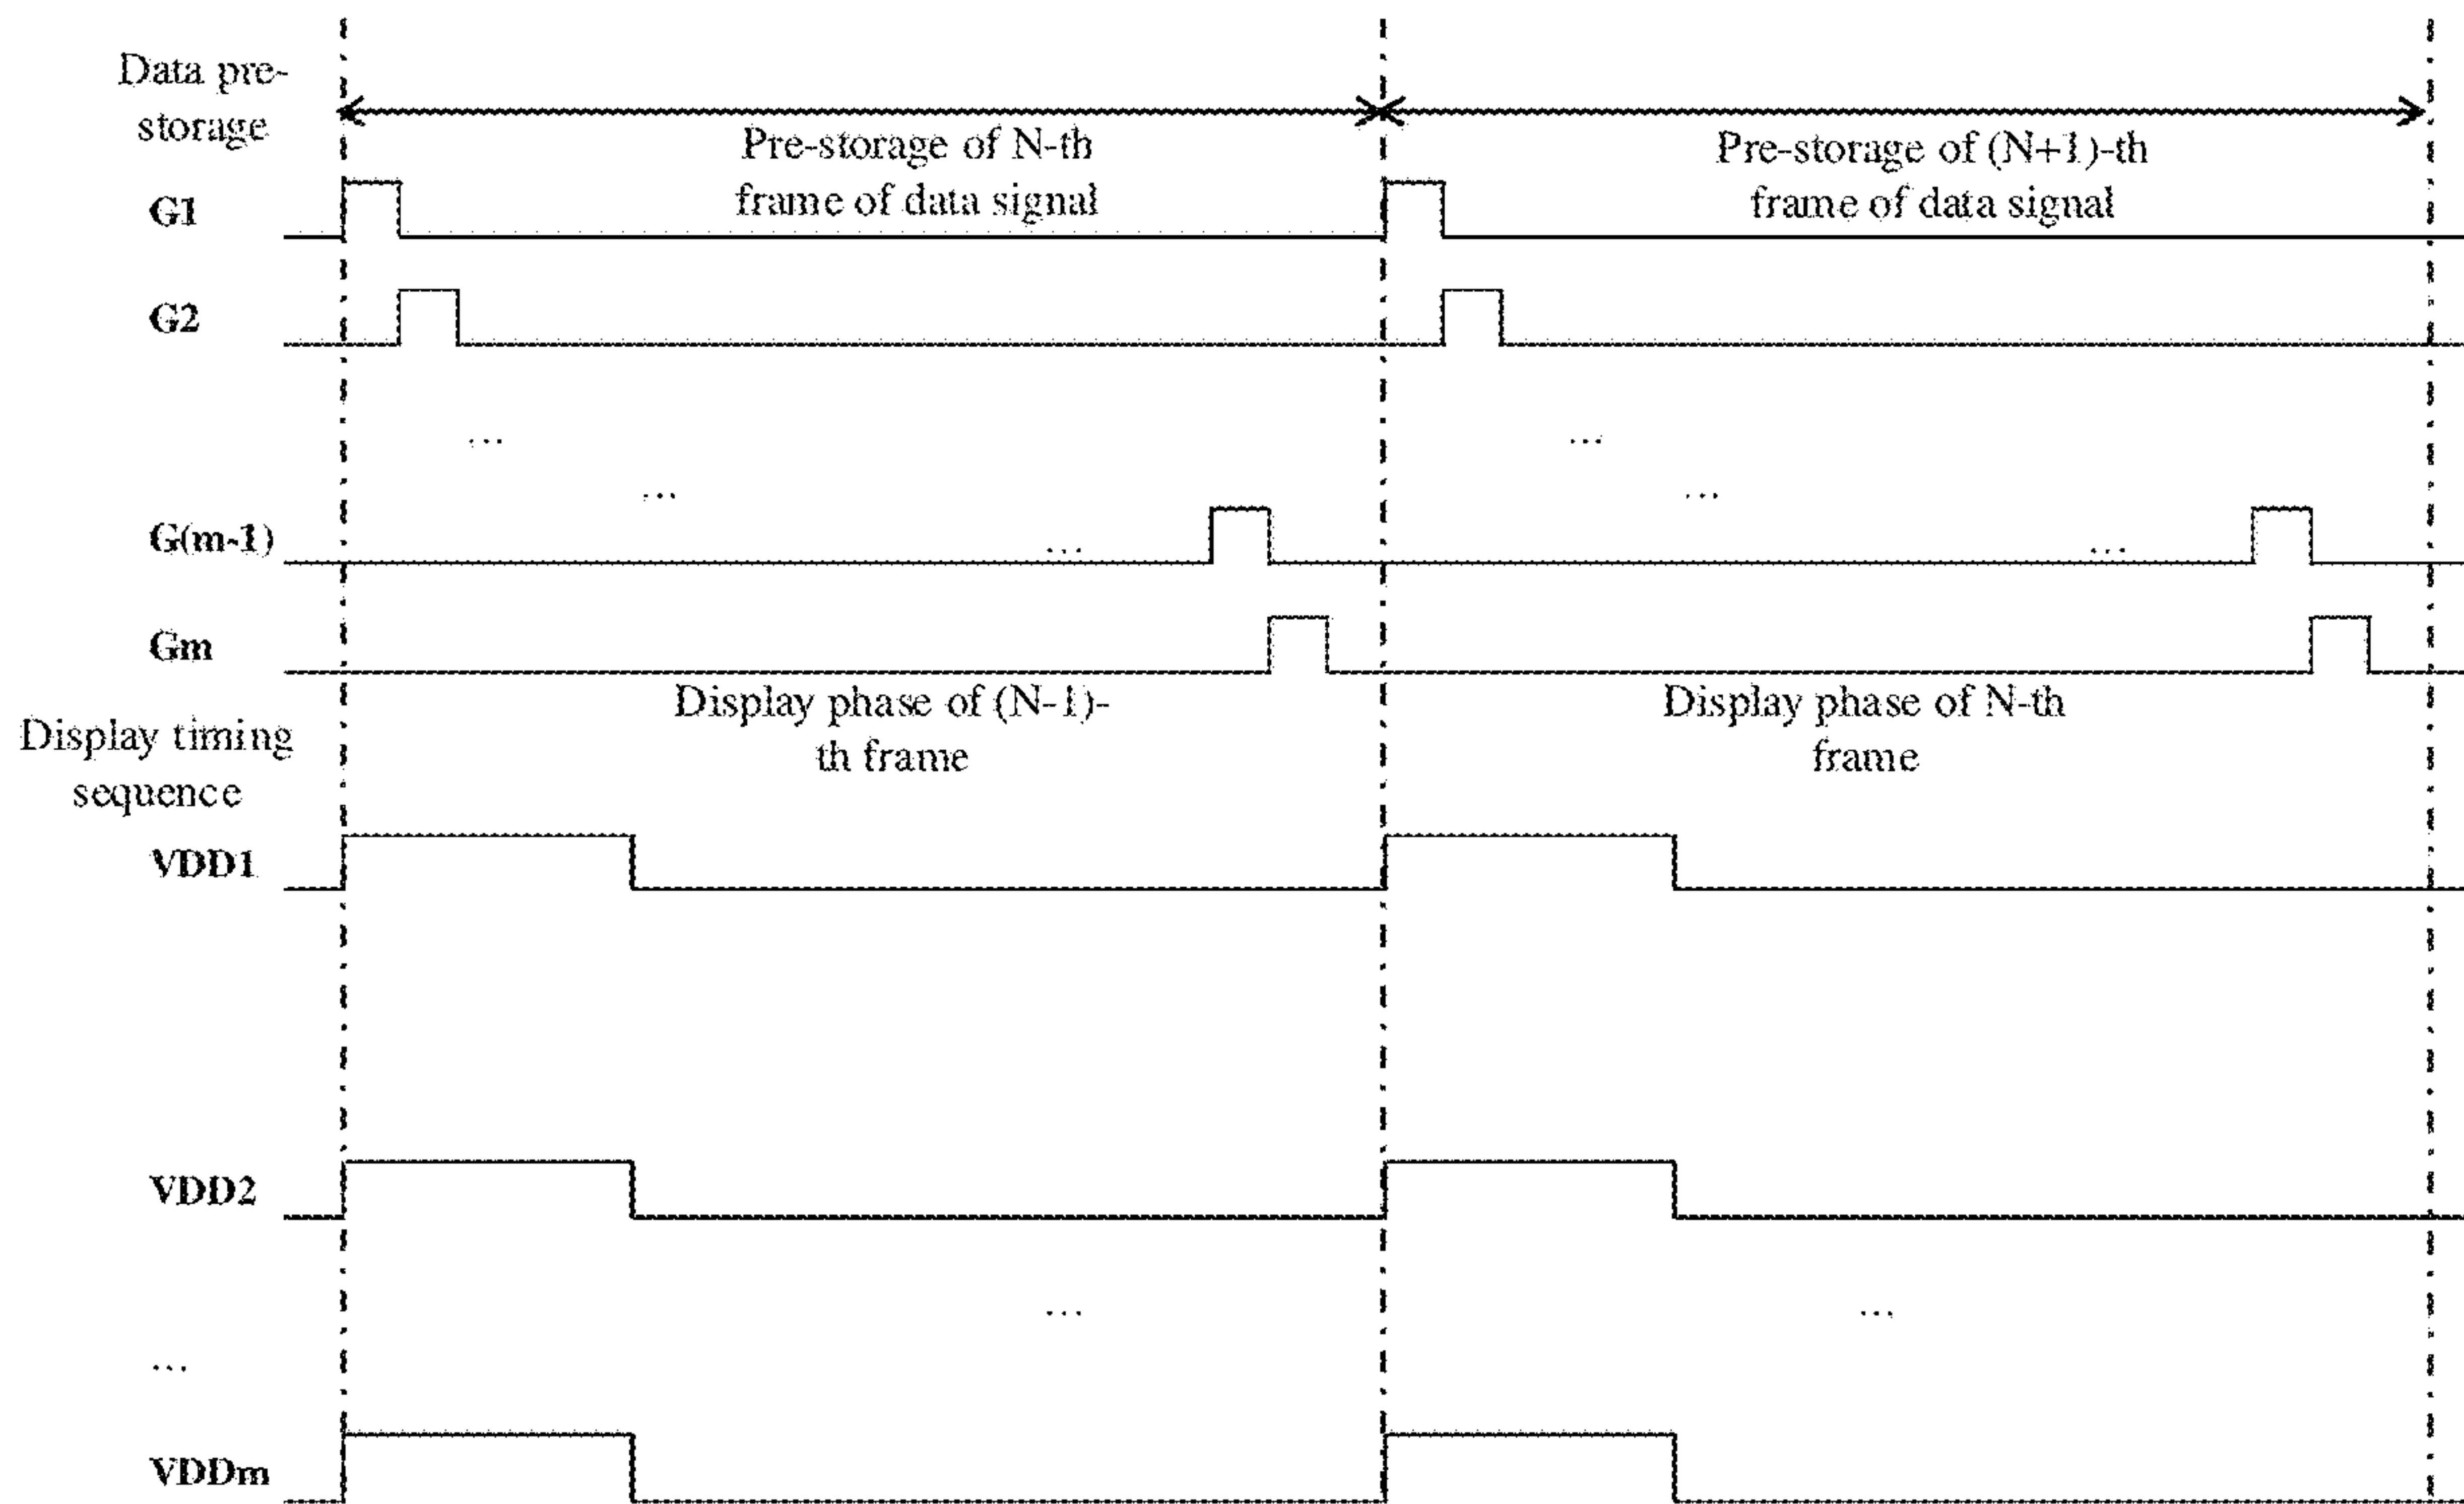 Data pre-
storage
Pre-storage of N-th
frame of data signal
Pre-storage of (N+1)-th
frame of data signal
G1
G2
...
...
...
...
G(m-1)
...
...
Gm
Display phase of (N-1)-
th frame
Display phase of N-th
frame
Display timing
sequence
VDD1
VDD2
...
...
...
VDDm